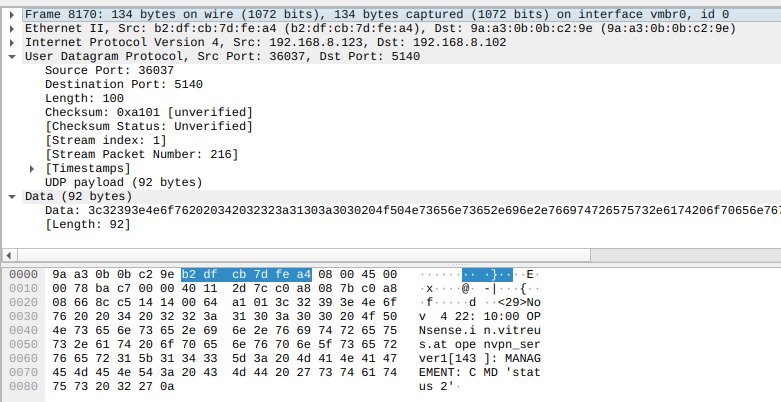 Frame 8170: 134 bytes on wire (1072 bits), 134 bytes captured (1072 bits) on interface vmbr0, id 0
Ethernet II, Src: b2:df:cb:7d:fe:a4 (b2:df:cb:7d:fe:a4), Dst: 9a:a3:0b:0b:c2:9e (9a:a3:0b:0b:c2:9e)
Internet Protocol Version 4, Src: 192.168.8.123, Dst: 192.168.8.102
User Datagram Protocol, Src Port: 36037, Dst Port: 5140
Source Port: 36037
Destination Port: 5140
Length: 100
Checksum: 0xa101 [unverified]
[Checksum Status: Unverified]
[Stream index: 1]
[Stream Packet Number: 216]
[Timestamps]
UDP payload (92 bytes)
Data (92 bytes)
Data: 3c32393e4e6f762020342032323a31303a3030204f504e73656e73652e696e2e766974726575732e6174206f70656e767
[Length: 92]
0000 9a a3 0b 0b c2 9e b2 df cb 7d fe a4 08 00 45 00 ·········}····E·
0010 00 78 ba c7 00 00 40 11 2d 7c c0 a8 08 7b c0 a8 ·x····@·-|···{··
0020 08 66 8c c5 14 14 00 64 a1 01 3c 32 39 3e 4e 6f ·f·····d··<29>No
0030 76 20 20 34 20 32 32 3a 31 30 3a 30 30 20 4f 50 v  4 22:10:00 OP
0040 4e 73 65 6e 73 65 2e 69 6e 2e 76 69 74 72 65 75 Nsense.in.vitreu
0050 73 2e 61 74 20 6f 70 65 6e 76 70 6e 5f 73 65 72 s.at openvpn_ser
0060 76 65 72 31 5b 31 34 33 5d 3a 20 4d 41 4e 41 47 ver1[143]: MANAG
0070 45 4d 45 4e 54 3a 20 43 4d 44 20 27 73 74 61 74 EMENT: CMD 'stat
0080 75 73 20 32 27 0a us 2'·